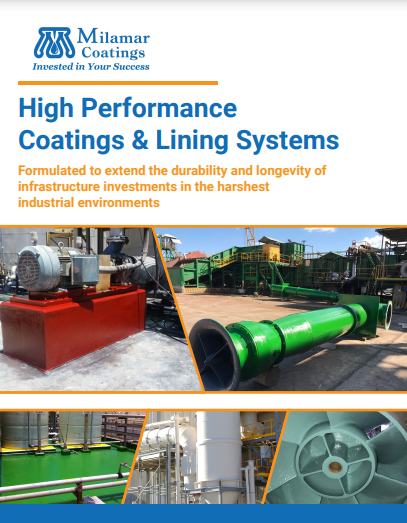 Milamar
Coatings
Invested in Your Success
High Performance
Coatings & Lining Systems
Formulated to extend the durability and longevity of
infrastructure investments in the harshest
industrial environments